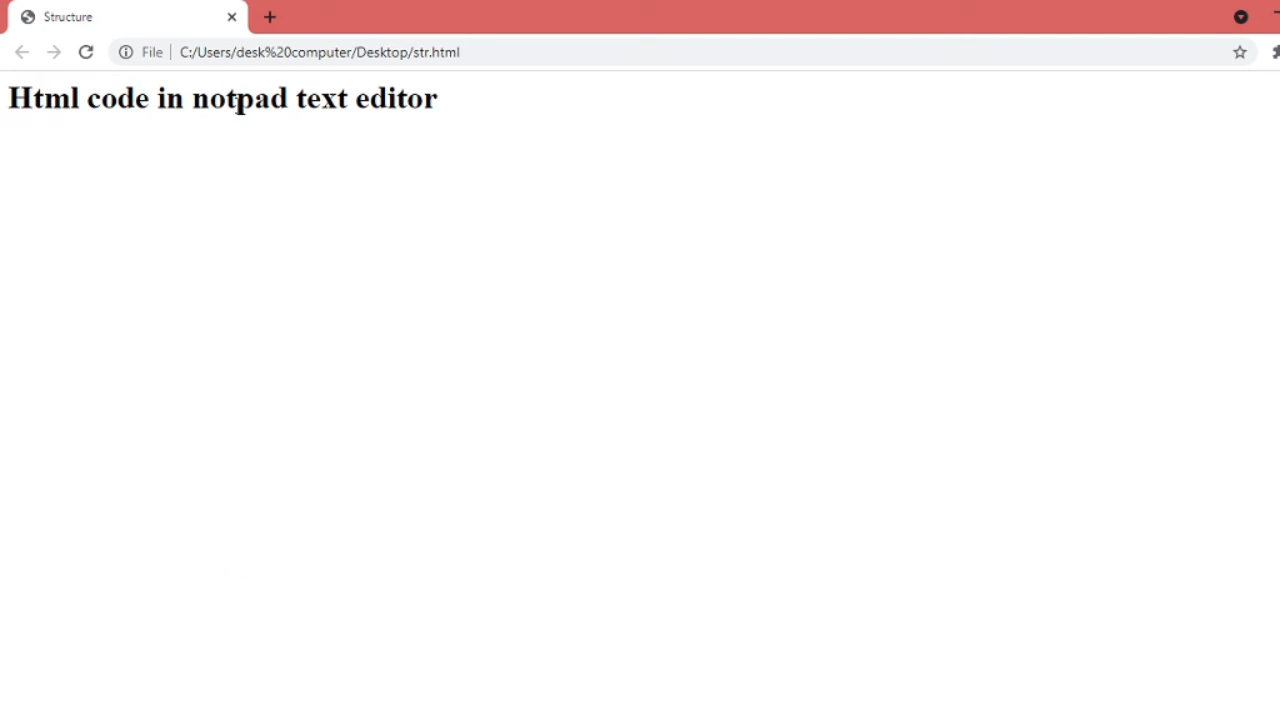 Structure
File C:/Users/desk%20computer/Desktop/str.html
Html code in notpad text editor